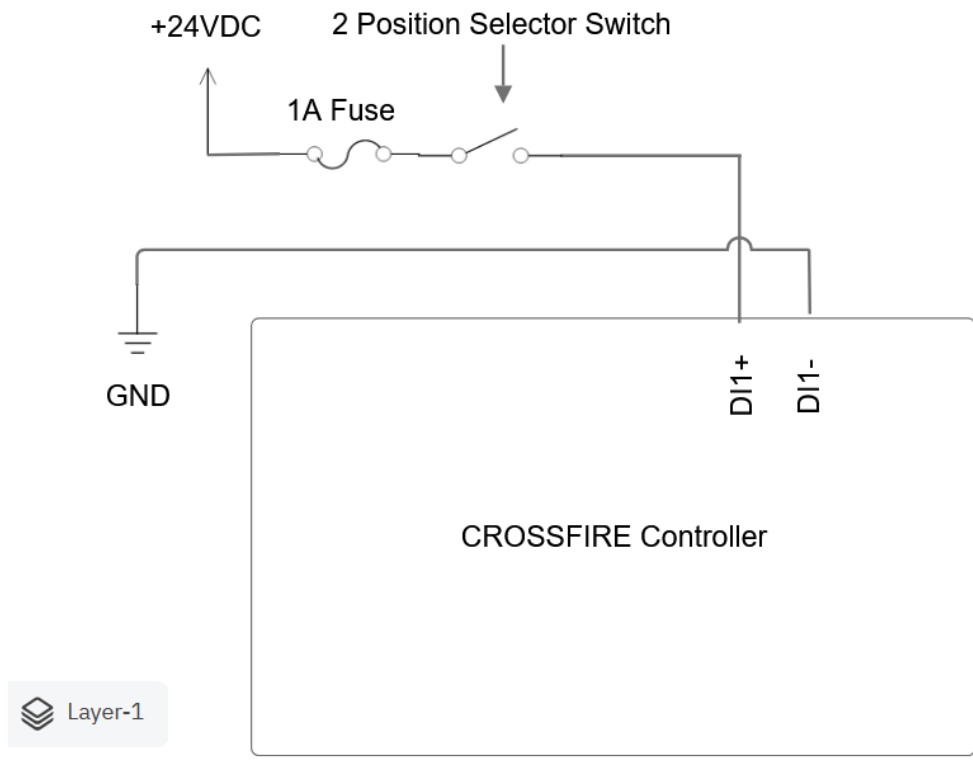 +24VDC
2 Position Selector Switch
1A Fuse
GND
DI1+
DI1-
CROSSFIRE Controller
Layer-1